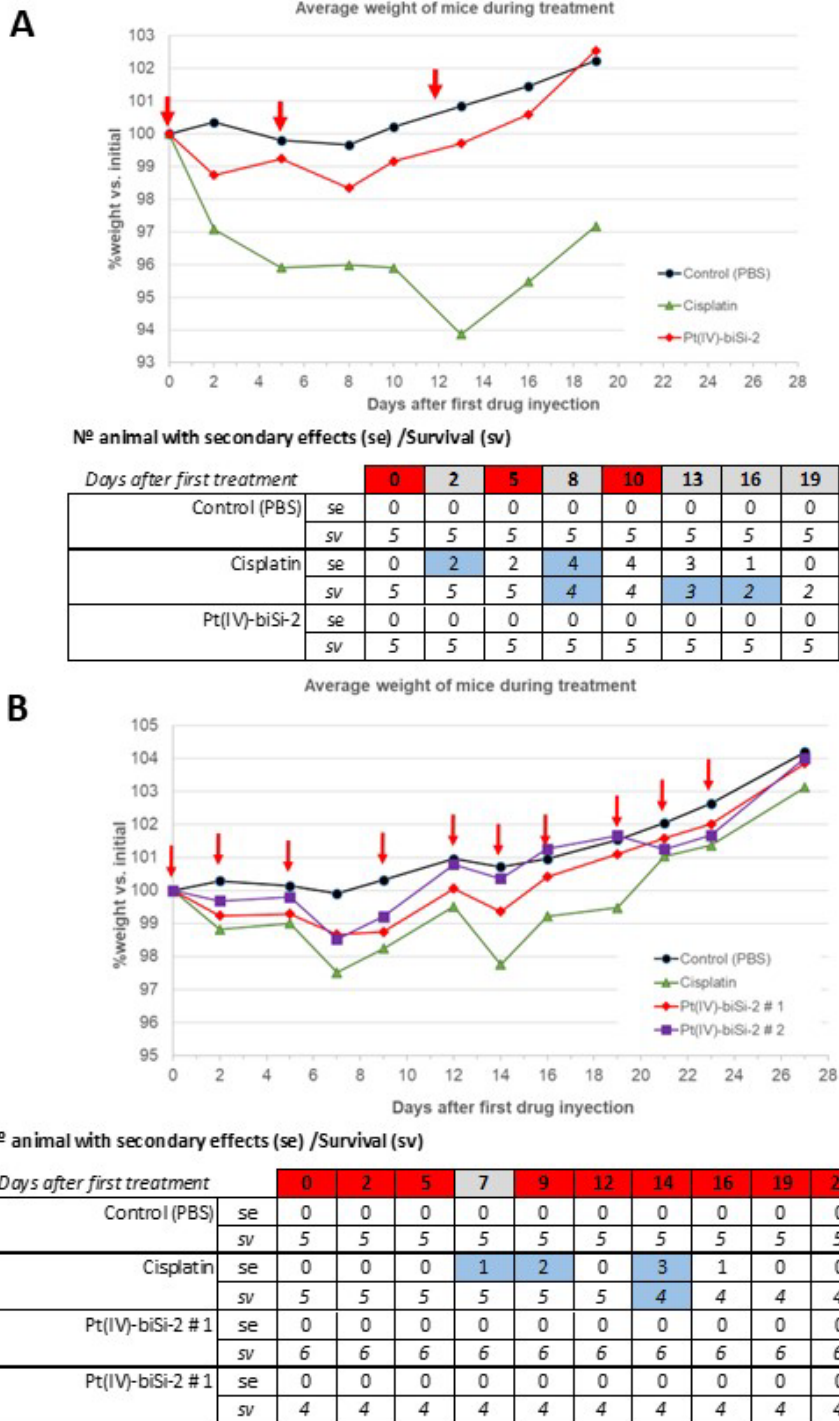 A
Average weight of mice during treatment
103
102
101
100
99
98
97
96
95
94
93
%weight vs. initial
Control (PBS)
Cisplatin
Pt(IV)-biSi-2
0 2 4 6 8 10 12 14 16 18 20 22 24 26 28
Days after first drug inyection
Nº animal with secondary effects (se) /Survival (sv)
Days after first treatment 0 2 5 8 10 13 16 19
Control (PBS) se 0 0 0 0 0 0 0 0
sv 5 5 5 5 5 5 5 5
Cisplatin se 0 2 2 4 4 3 1 0
sv 5 5 5 4 4 3 2 2
Pt(IV)-biSi-2 se 0 0 0 0 0 0 0 0
sv 5 5 5 5 5 5 5 5
B
Average weight of mice during treatment
105
104
103
102
101
100
99
98
97
96
95
%weight vs. initial
Control (PBS)
Cisplatin
Pt(IV)-biSi-2 # 1
Pt(IV)-biSi-2 # 2
0 2 4 6 8 10 12 14 16 18 20 22 24 26 28
Days after first drug inyection
º animal with secondary effects (se) /Survival (sv)
Days after first treatment 0 2 5 7 9 12 14 16 19 2
Control (PBS) se 0 0 0 0 0 0 0 0 0 0
sv 5 5 5 5 5 5 5 5 5 5
Cisplatin se 0 0 0 1 2 0 3 1 0 0
sv 5 5 5 5 5 5 4 4 4 4
Pt(IV)-biSi-2 # 1 se 0 0 0 0 0 0 0 0 0 0
sv 6 6 6 6 6 6 6 6 6 6
Pt(IV)-biSi-2 # 1 se 0 0 0 0 0 0 0 0 0 0
sv 4 4 4 4 4 4 4 4 4 4